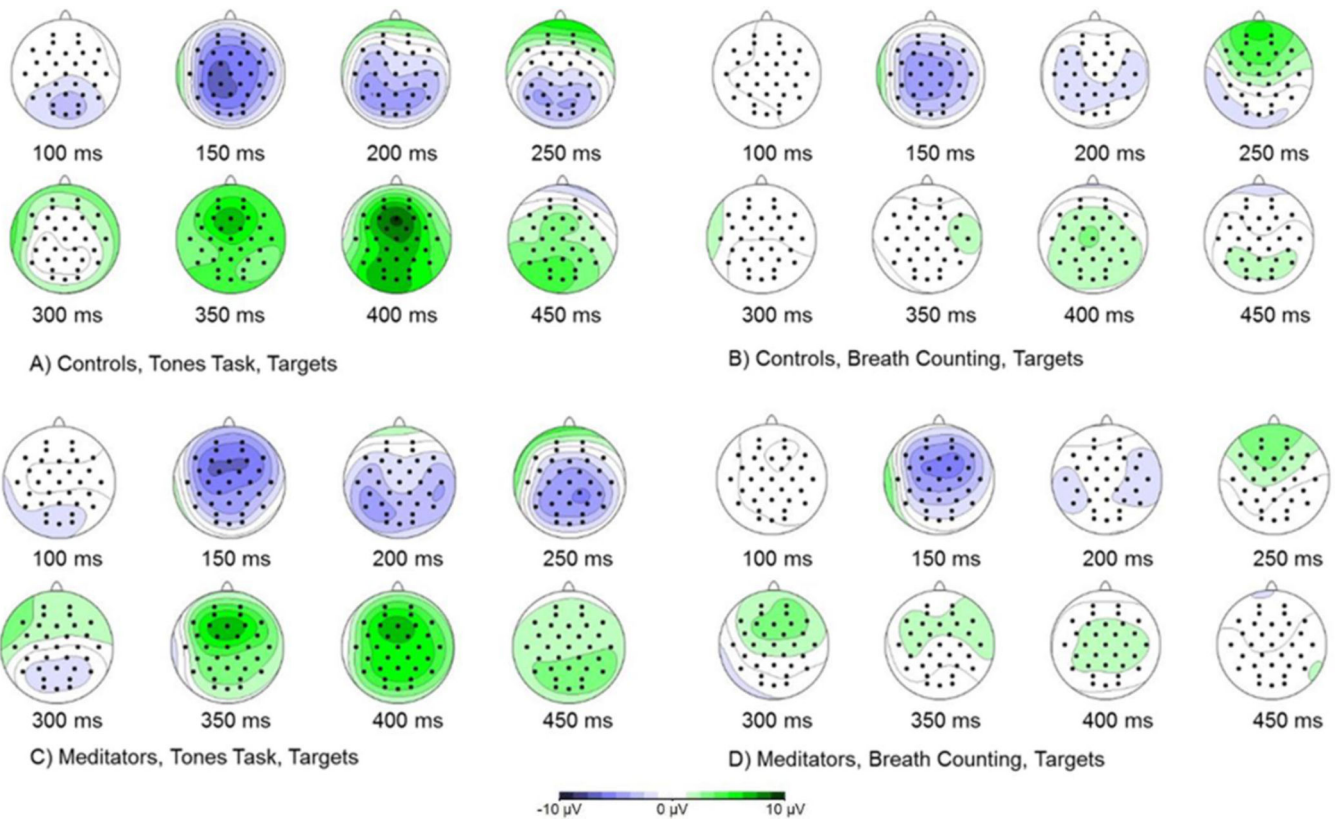 100 ms 150 ms 200 ms 250 ms
300 ms 350 ms 400 ms 450 ms
A) Controls, Tones Task, Targets
100 ms 150 ms 200 ms 250 ms
300 ms 350 ms 400 ms 450 ms
B) Controls, Breath Counting, Targets
100 ms 150 ms 200 ms 250 ms
300 ms 350 ms 400 ms 450 ms
C) Meditators, Tones Task, Targets
100 ms 150 ms 200 ms 250 ms
300 ms 350 ms 400 ms 450 ms
D) Meditators, Breath Counting, Targets
-10 µV 0 µV 10 µV